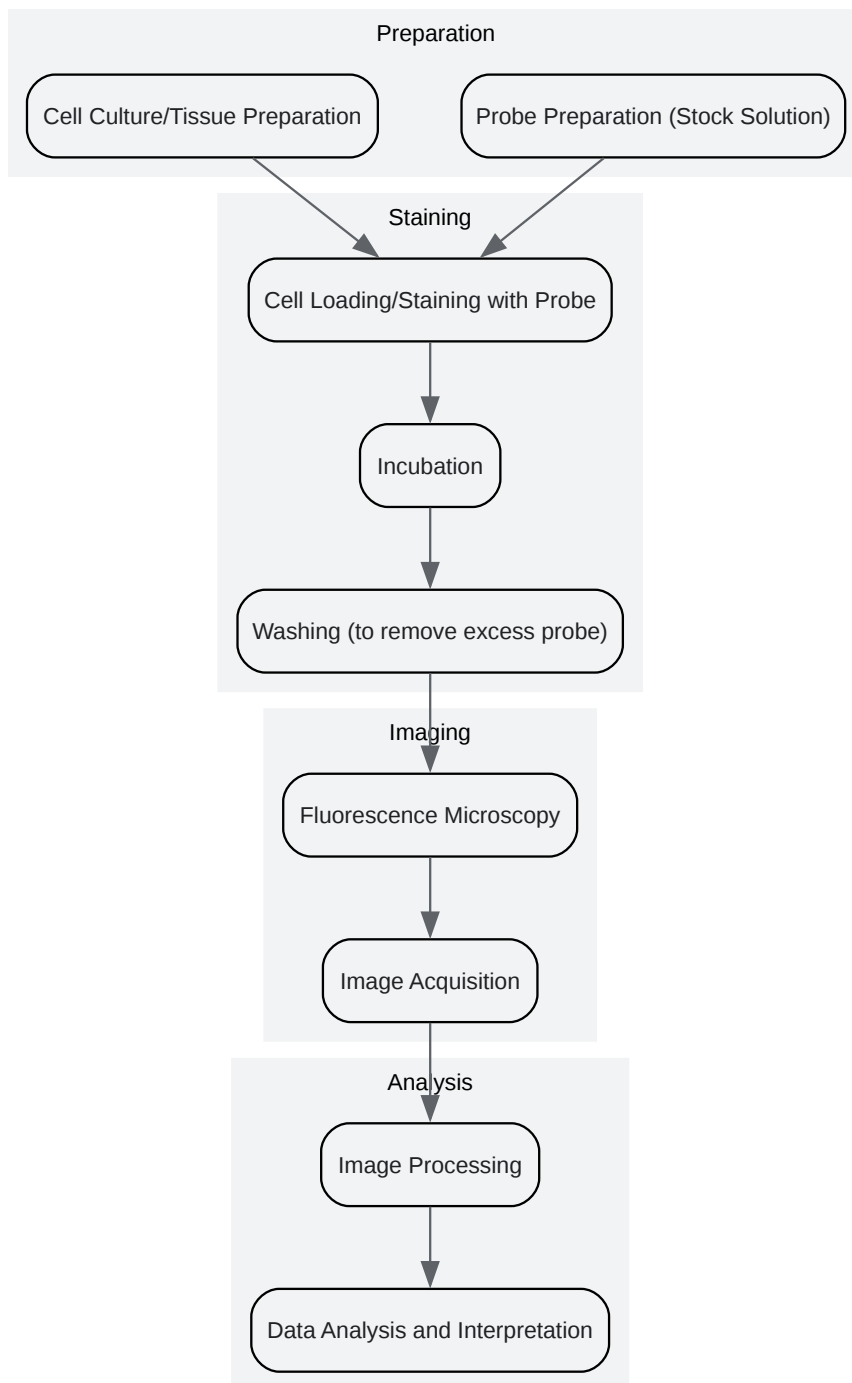 Preparation
Cell Culture/Tissue Preparation
Probe Preparation (Stock Solution)
Staining
Cell Loading/Staining with Probe
Incubation
Washing (to remove excess probe)
Imaging
Fluorescence Microscopy
Image Acquisition
Analysis
Image Processing
Data Analysis and Interpretation